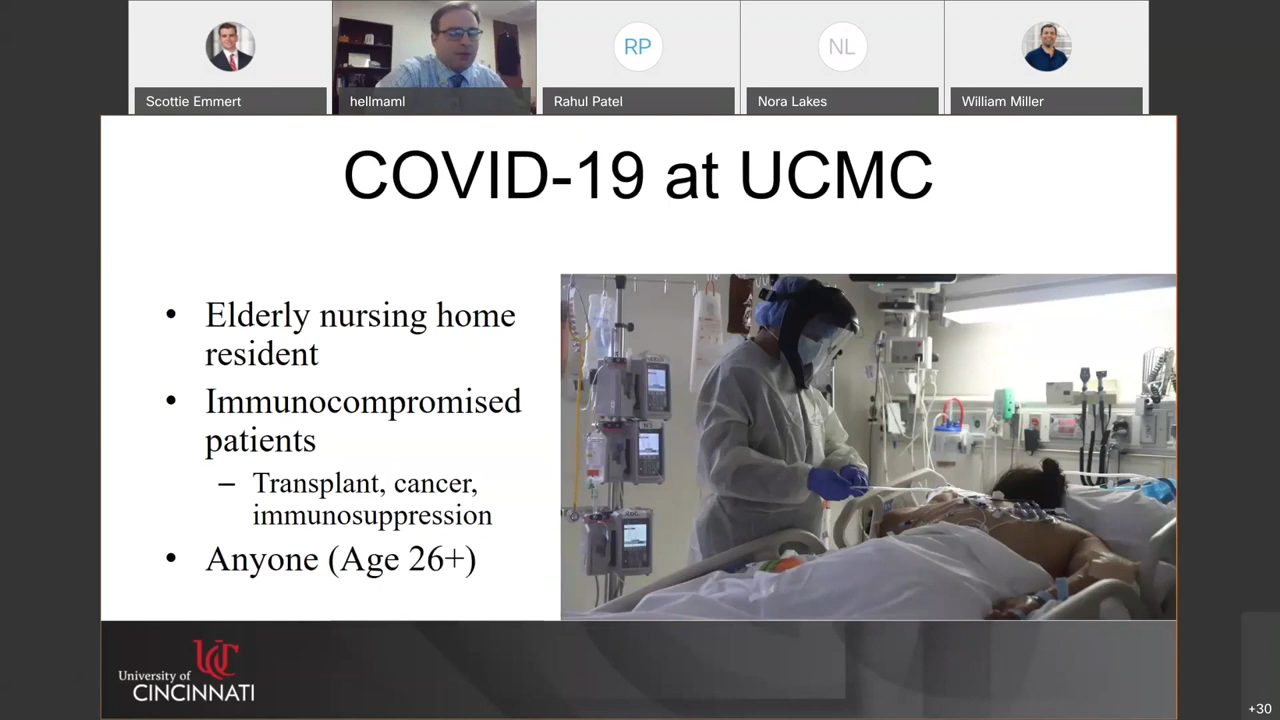 Scottie Emmert
hellmaml
RP
Rahul Patel
NL
Nora Lakes
William Miller
COVID-19 at UCMC
• Elderly nursing home
resident
• Immunocompromised
patients
– Transplant, cancer,
immunosuppression
• Anyone (Age 26+)
UC
University of
CINCINNATI
+30